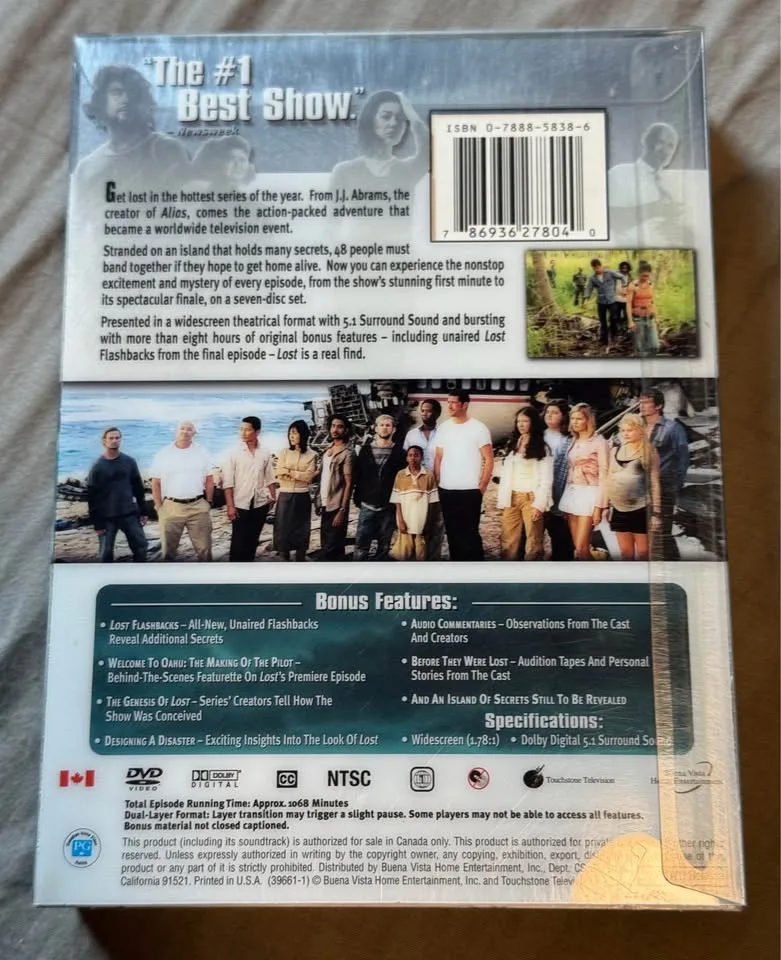 "The #1
Best Show."
– Newsweek
ISBN 0-7888-5838-6
7 86936 27804 0
Get lost in the hottest series of the year. From J.J. Abrams, the
creator of Alias, comes the action-packed adventure that
became a worldwide television event.
Stranded on an island that holds many secrets, 48 people must
band together if they hope to get home alive. Now you can experience the nonstop
excitement and mystery of every episode, from the show's stunning first minute to
its spectacular finale, on a seven-disc set.
Presented in a widescreen theatrical format with 5.1 Surround Sound and bursting
with more than eight hours of original bonus features – including unaired Lost
Flashbacks from the final episode – Lost is a real find.
Bonus Features:
• Lost Flashbacks – All-New, Unaired Flashbacks
Reveal Additional Secrets
• Welcome To Oahu: The Making Of The Pilot –
Behind-The-Scenes Featurette On Lost's Premiere Episode
• The Genesis Of Lost – Series' Creators Tell How The
Show Was Conceived
• Designing A Disaster – Exciting Insights Into The Look Of Lost
• Audio Commentaries – Observations From The Cast
And Creators
• Before They Were Lost – Audition Tapes And Personal
Stories From The Cast
• And An Island Of Secrets Still To Be Revealed
Specifications:
• Widescreen (1.78:1) • Dolby Digital 5.1 Surround
DVD VIDEO
DOLBY DIGITAL
CC
NTSC
Touchstone Television
Buena Vista
Home Entertainment
Total Episode Running Time: Approx. 1068 Minutes
Dual-Layer Format: Layer transition may trigger a slight pause. Some players may not be able to access all features.
Bonus material not closed captioned.
PG
This product (including its soundtrack) is authorized for sale in Canada only. This product is authorized for other rights
reserved. Unless expressly authorized in writing by the copyright owner, any copying, exhibition, export,
product or any part of it is strictly prohibited. Distributed by Buena Vista Home Entertainment, Inc., Dept. CS
California 91521. Printed in U.S.A. (39661-1) © Buena Vista Home Entertainment, Inc. and Touchstone